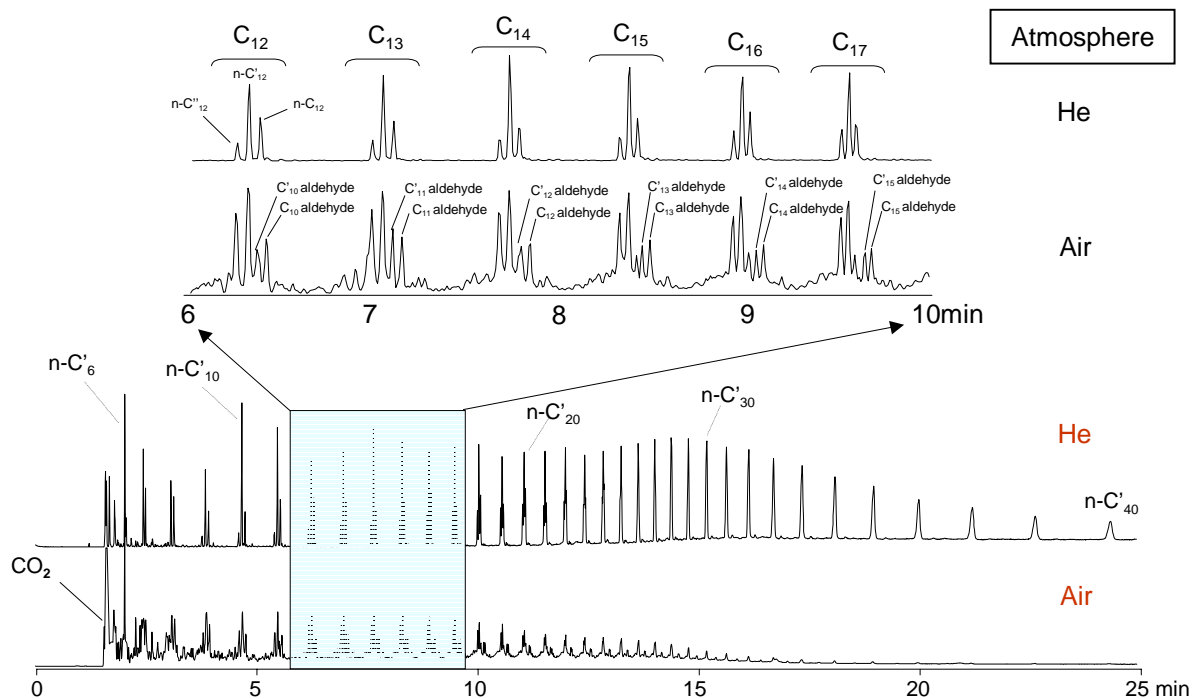 C12 C13 C14 C15 C16 C17 Atmosphere
n-C'12
n-C''12 n-C12
He
C'10 aldehyde C'11 aldehyde C'12 aldehyde C'13 aldehyde C'14 aldehyde C'15 aldehyde
C10 aldehyde C11 aldehyde C12 aldehyde C13 aldehyde C14 aldehyde C15 aldehyde
Air
6 7 8 9 10min
n-C'6 n-C'10 n-C'20 n-C'30
He
n-C'40
CO2
Air
0 5 10 15 20 25 min